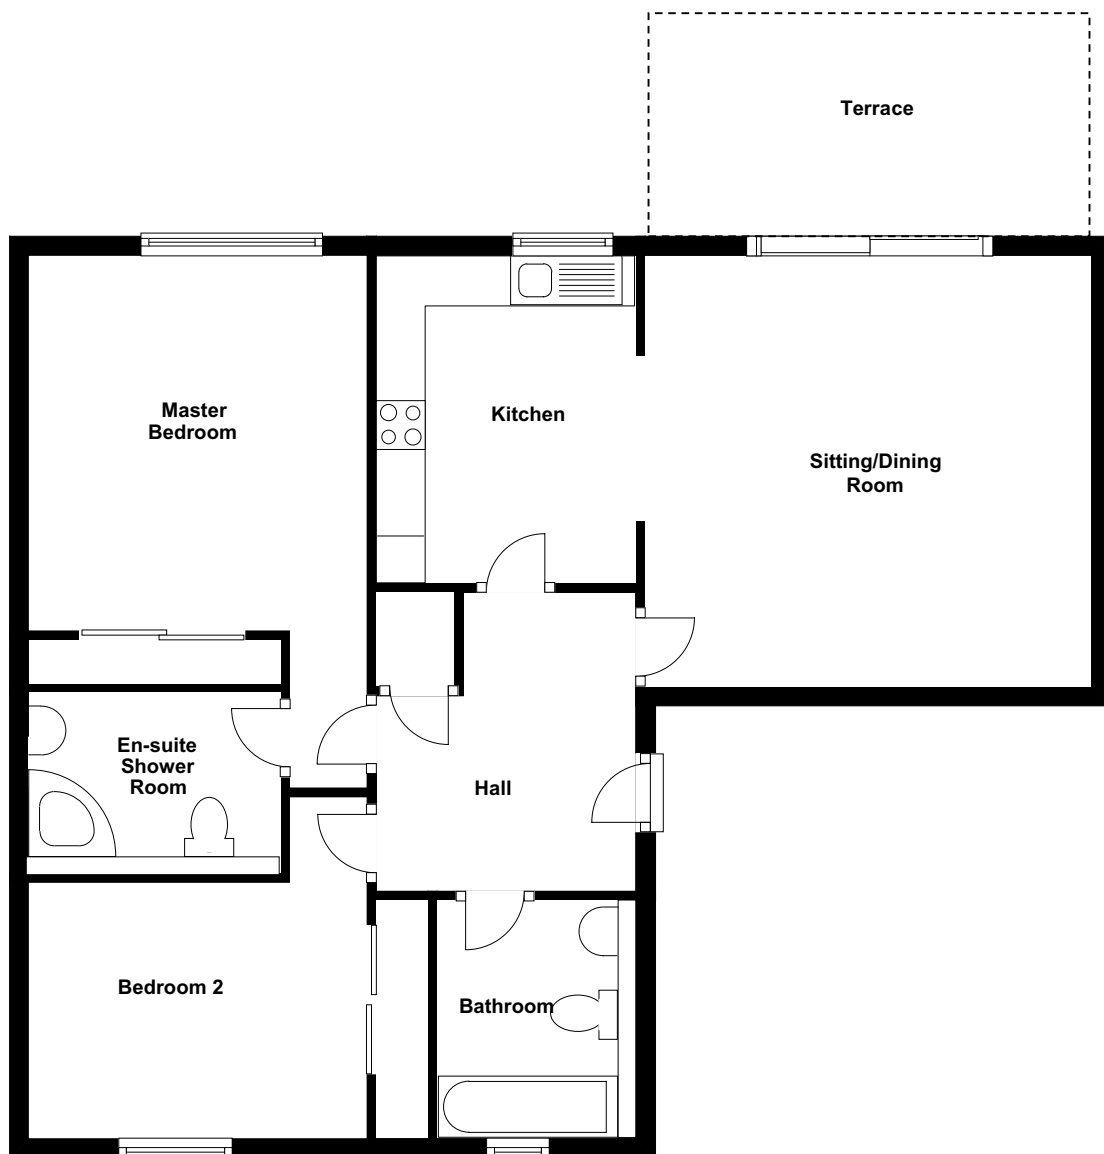 Terrace
Master
Bedroom
Kitchen
Sitting/Dining
Room
En-suite
Shower
Room
Hall
Bedroom 2
Bathroom